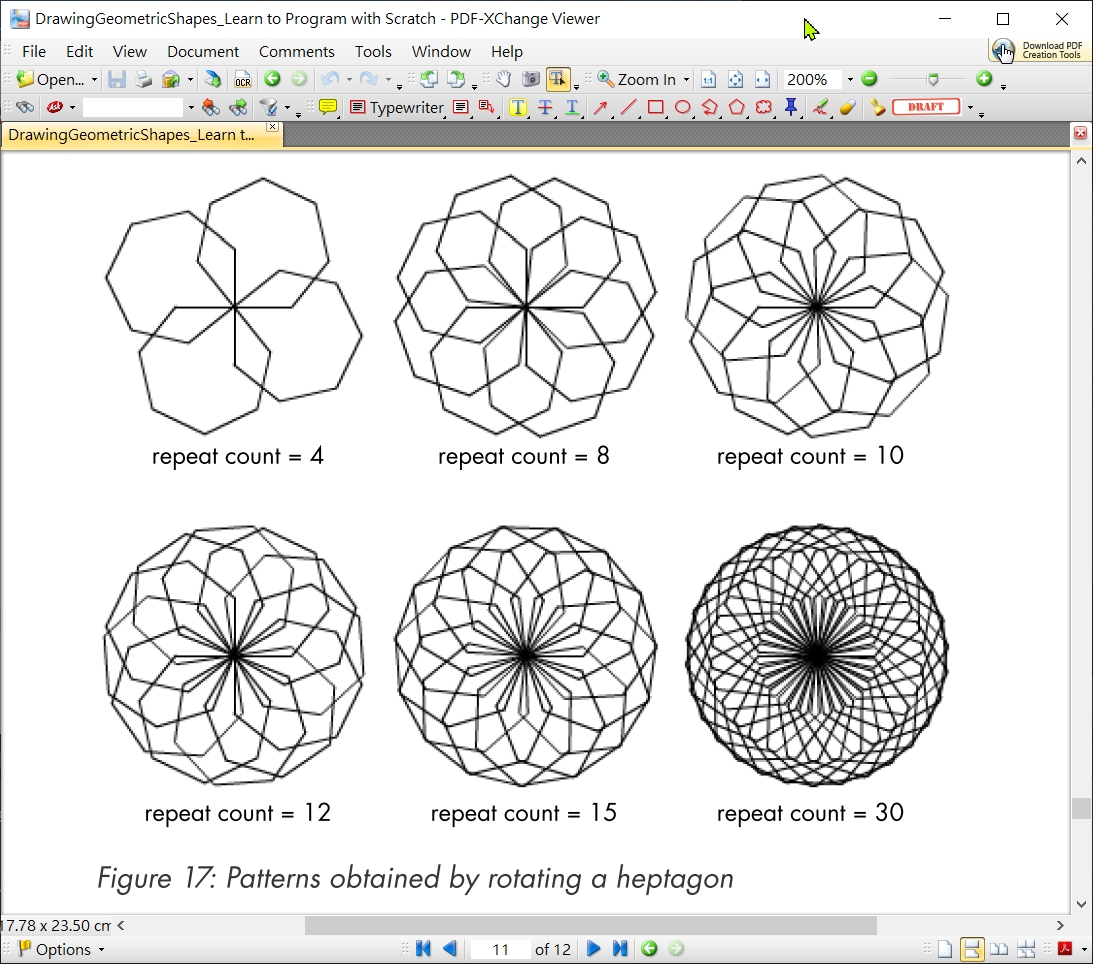 DrawingGeometricShapes_Learn to Program with Scratch - PDF-XChange Viewer
File Edit View Document Comments Tools Window Help
Download PDF
Creation Tools
Open... OCR Zoom In 200%
Typewriter T T T DRAFT
DrawingGeometricShapes_Learn t...
repeat count = 4 repeat count = 8 repeat count = 10
repeat count = 12 repeat count = 15 repeat count = 30
Figure 17: Patterns obtained by rotating a heptagon
17.78 x 23.50 cm
Options 11 of 12